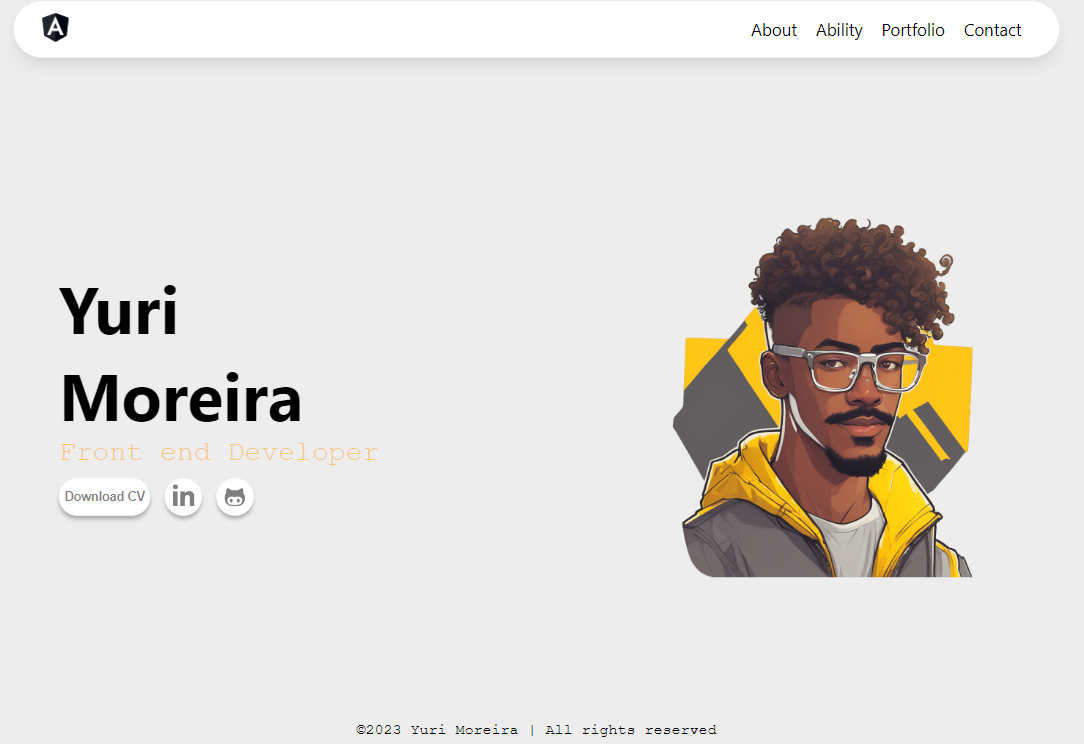 A
About Ability Portfolio Contact
Yuri
Moreira
Front end Developer
Download CV in
©2023 Yuri Moreira | All rights reserved